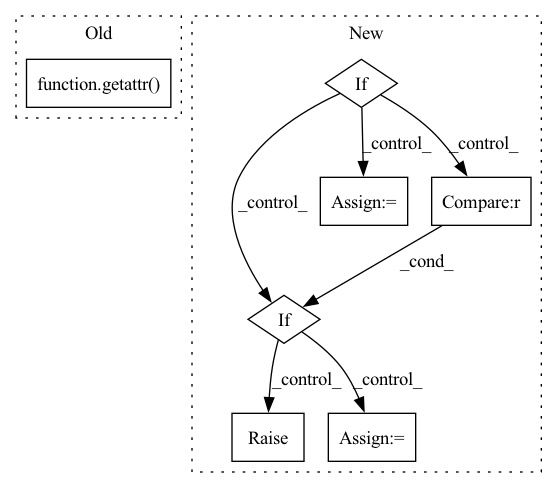 Old
New
function.getattr()
If
_control_
_control_
_control_
Assign:=
Compare:r
_cond_
If
_control_
_control_
Raise
Assign:=